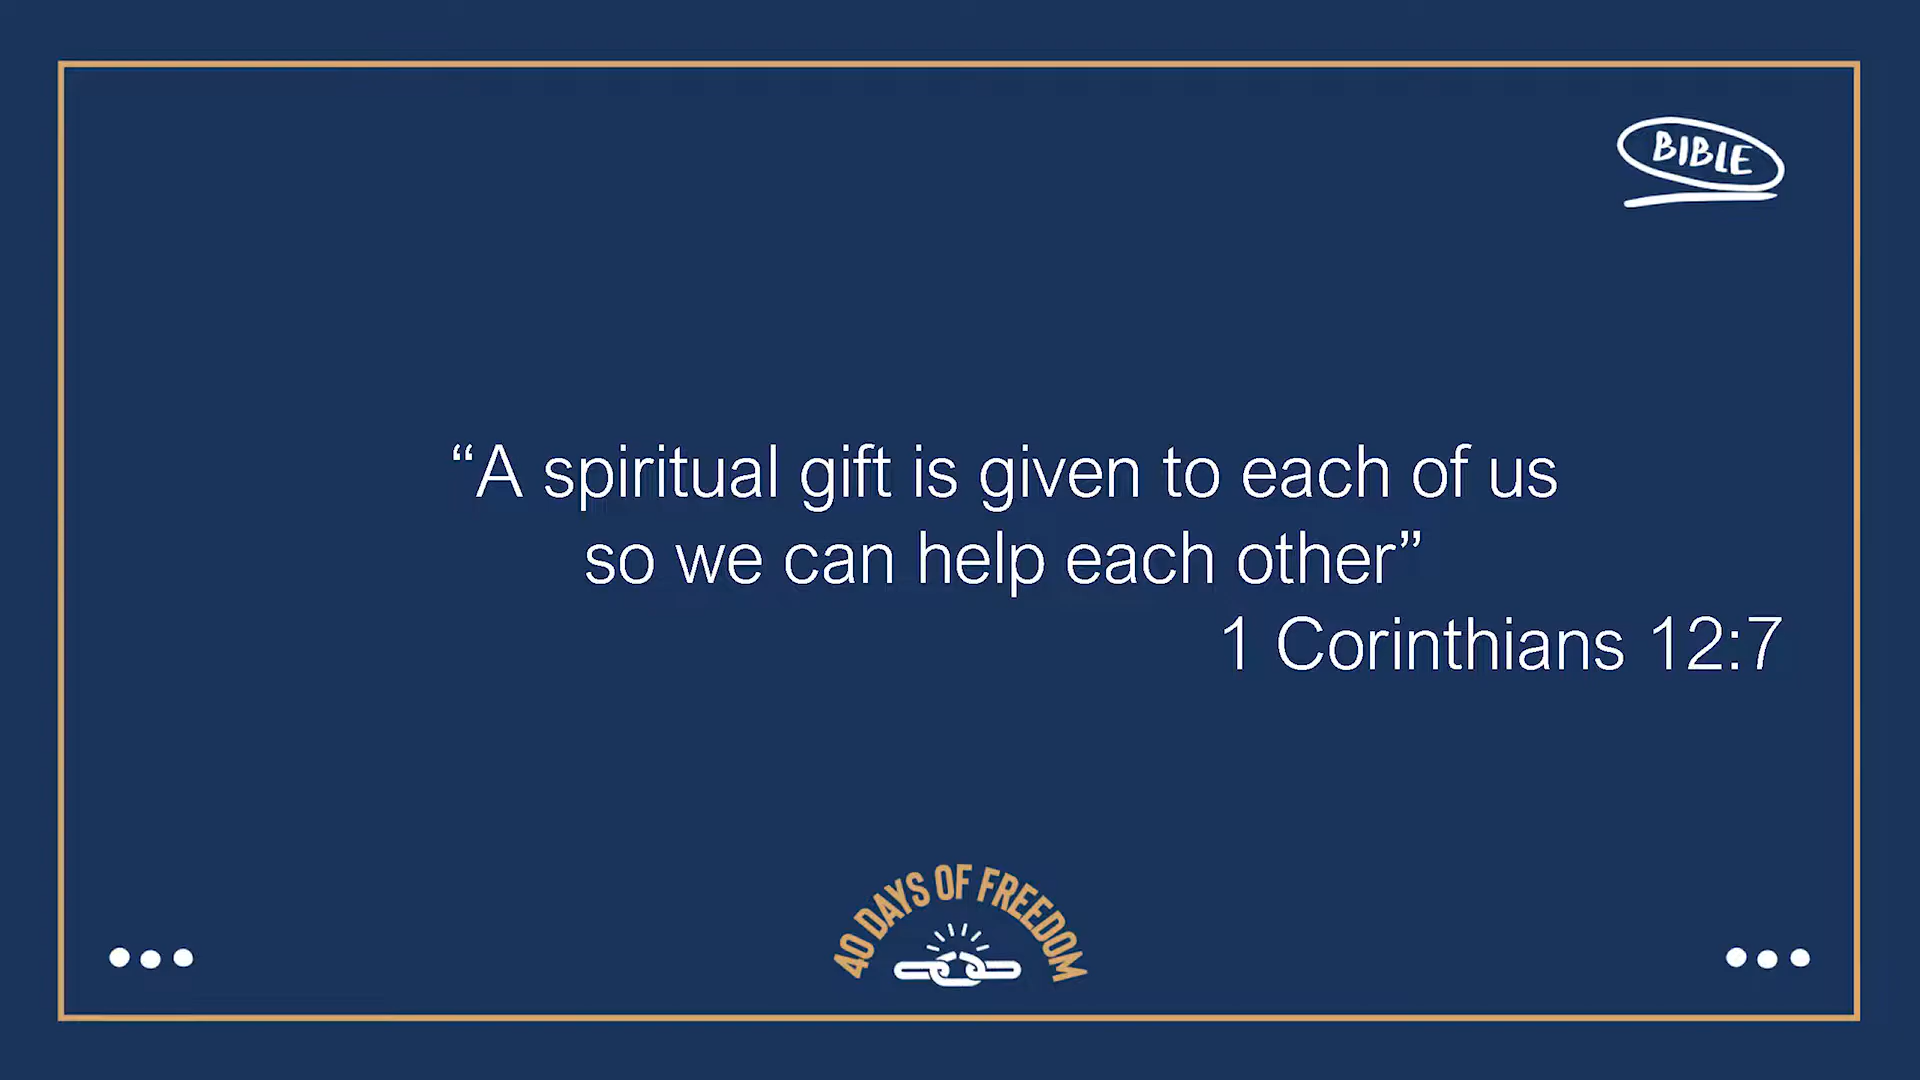 BIBLE
“A spiritual gift is given to each of us
so we can help each other”
1 Corinthians 12:7
40 DAYS OF FREEDOM